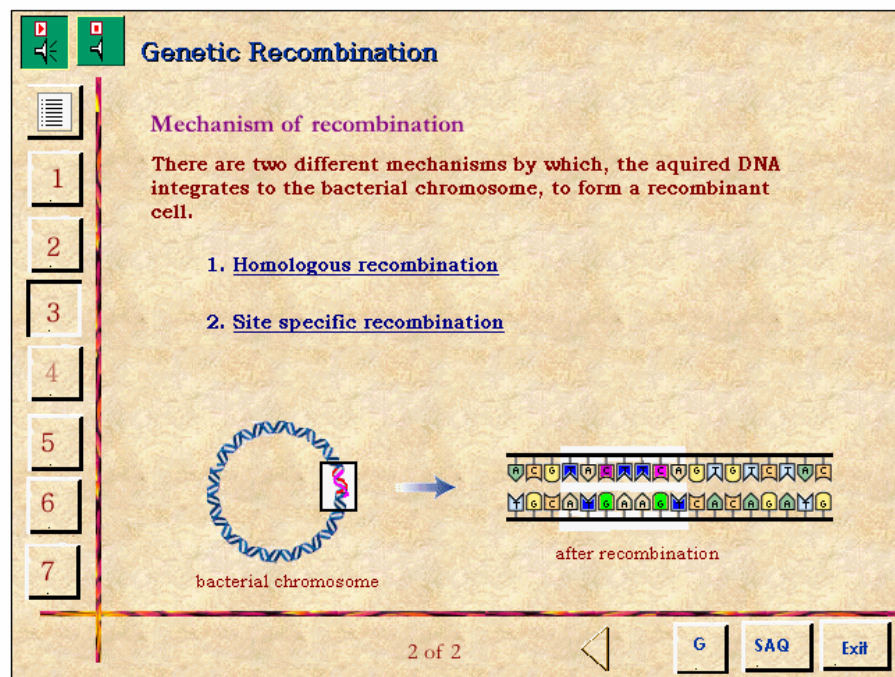 Genetic Recombination
Mechanism of recombination
There are two different mechanisms by which, the aquired DNA
integrates to the bacterial chromosome, to form a recombinant
cell.
1. Homologous recombination
2. Site specific recombination
1
2
3
4
5
6
7
A C G A C C A G T G T C T A C
T G C A G A A G C A C A G A T G
bacterial chromosome
after recombination
2 of 2
G
SAQ
Exit